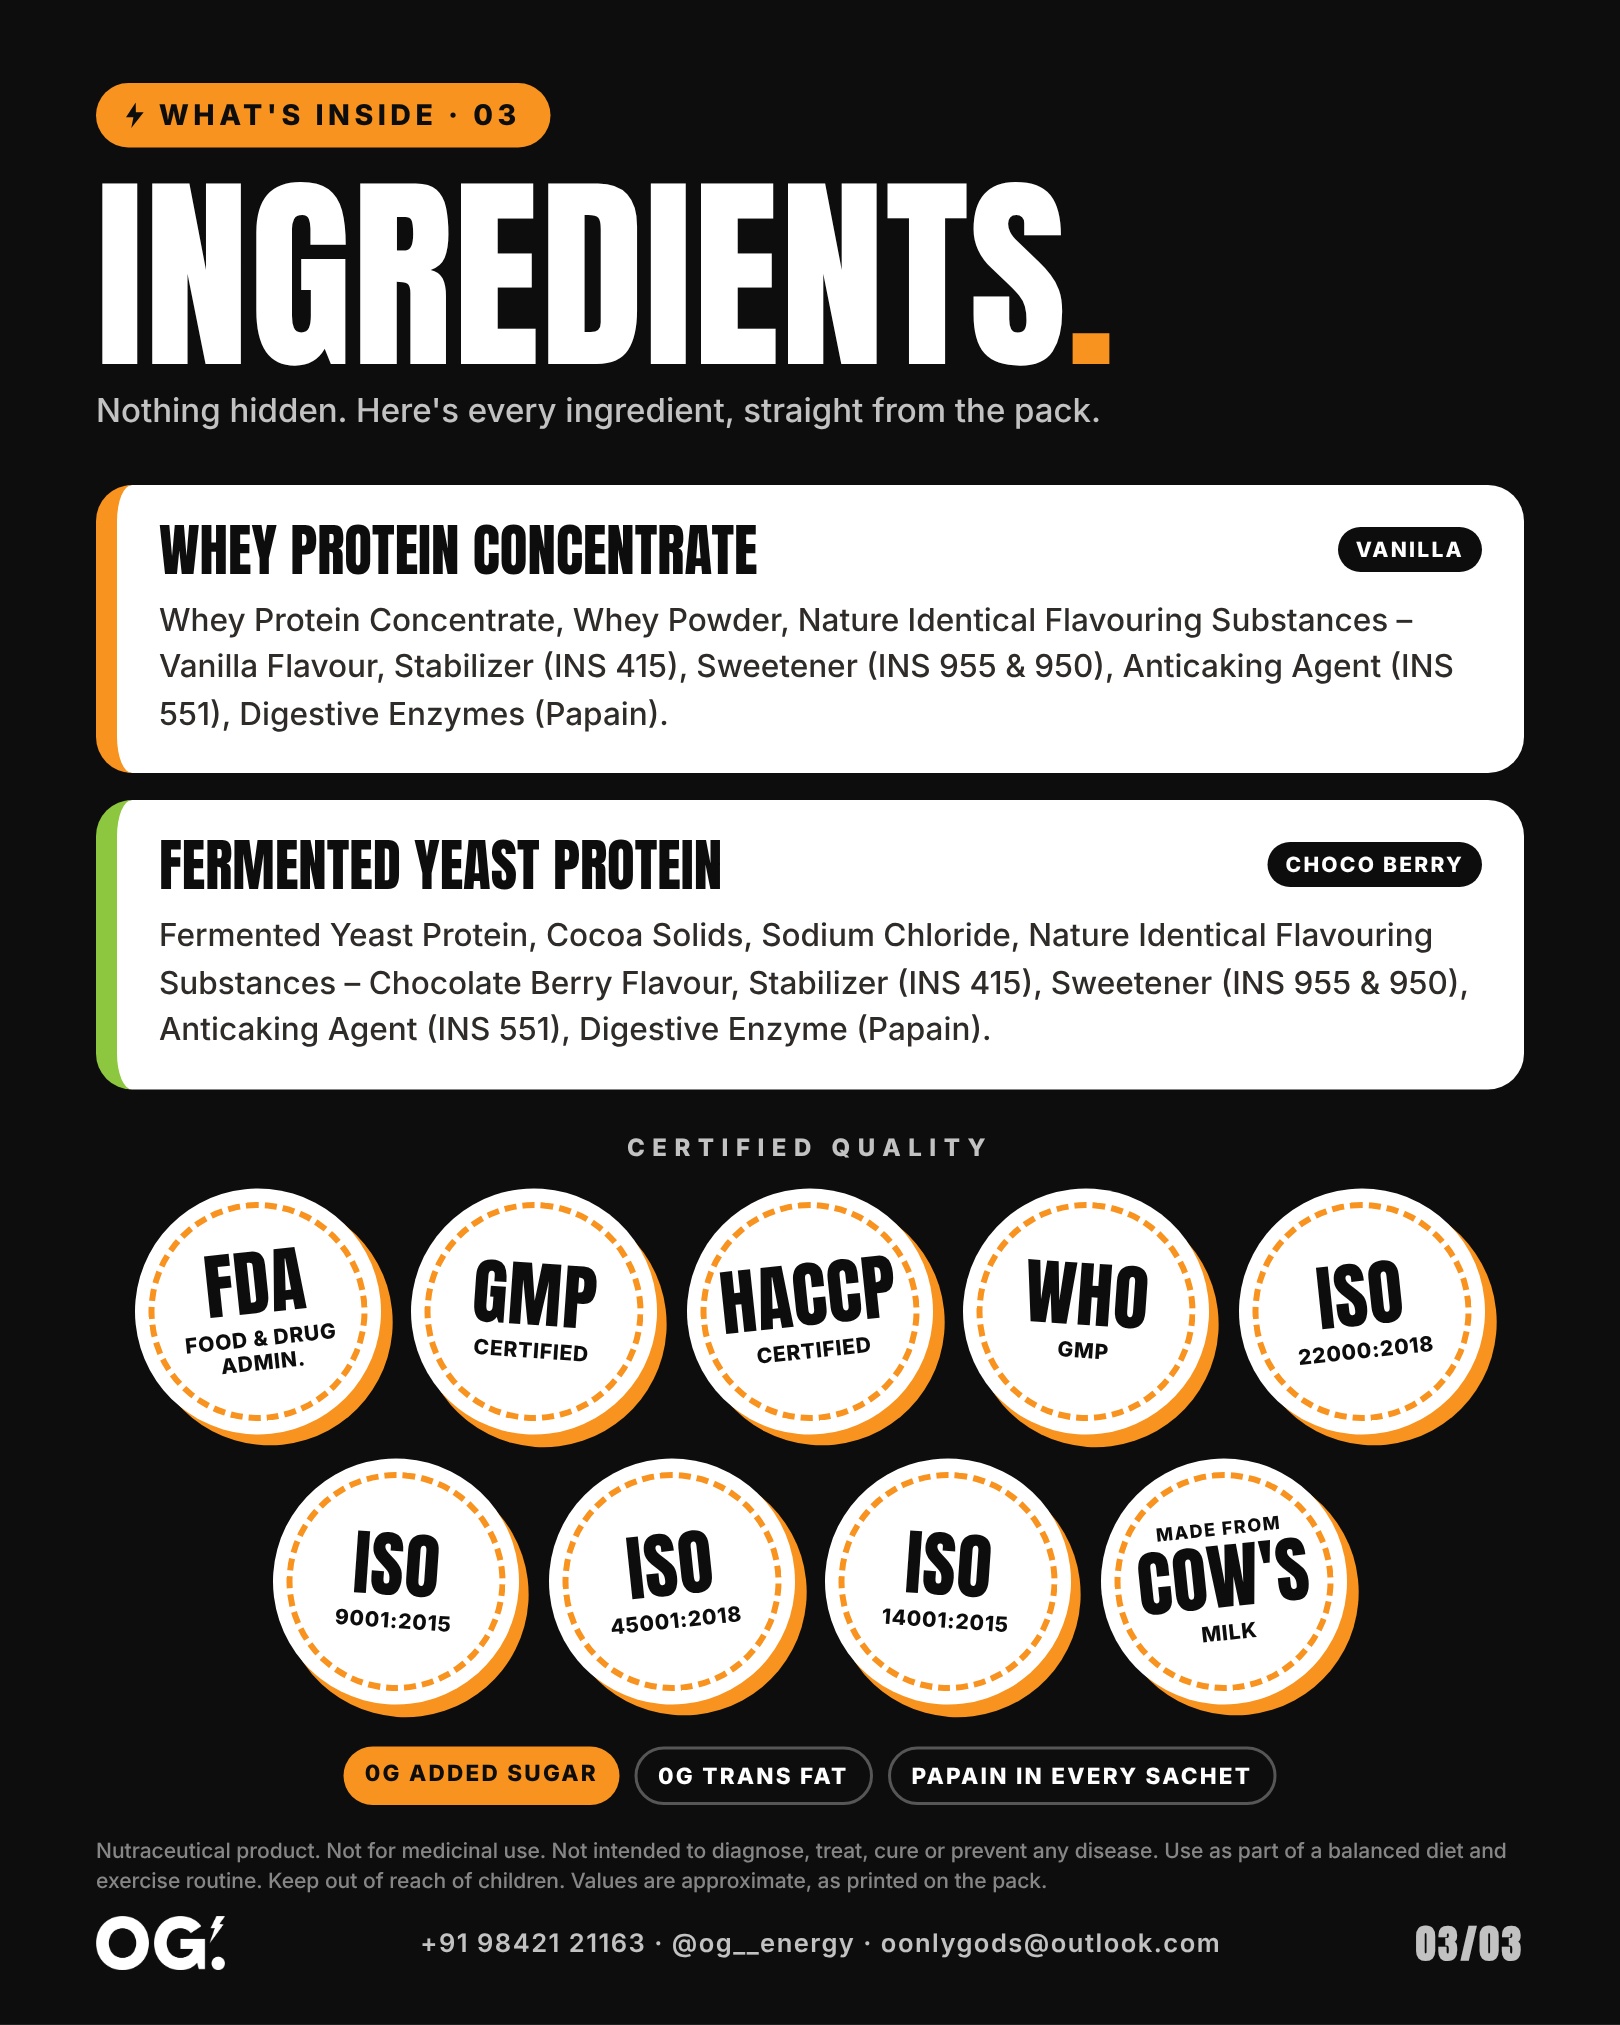 WHAT'S INSIDE · 03
INGREDIENTS.
Nothing hidden. Here's every ingredient, straight from the pack.
WHEY PROTEIN CONCENTRATE
VANILLA
Whey Protein Concentrate, Whey Powder, Nature Identical Flavouring Substances –
Vanilla Flavour, Stabilizer (INS 415), Sweetener (INS 955 & 950), Anticaking Agent (INS
551), Digestive Enzymes (Papain).
FERMENTED YEAST PROTEIN
CHOCO BERRY
Fermented Yeast Protein, Cocoa Solids, Sodium Chloride, Nature Identical Flavouring
Substances – Chocolate Berry Flavour, Stabilizer (INS 415), Sweetener (INS 955 & 950),
Anticaking Agent (INS 551), Digestive Enzyme (Papain).
CERTIFIED QUALITY
FDA
FOOD & DRUG
ADMIN.
GMP
CERTIFIED
HACCP
CERTIFIED
WHO
GMP
ISO
22000:2018
ISO
9001:2015
ISO
45001:2018
ISO
14001:2015
MADE FROM
COW'S
MILK
0G ADDED SUGAR
0G TRANS FAT
PAPAIN IN EVERY SACHET
Nutraceutical product. Not for medicinal use. Not intended to diagnose, treat, cure or prevent any disease. Use as part of a balanced diet and
exercise routine. Keep out of reach of children. Values are approximate, as printed on the pack.
OG.
+91 98421 21163 · @og__energy · oonlygods@outlook.com
03/03